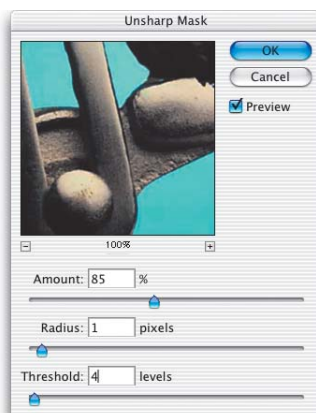 Unsharp Mask
OK
Cancel
Preview
100%
Amount: 85 %
Radius: 1 pixels
Threshold: 4 levels